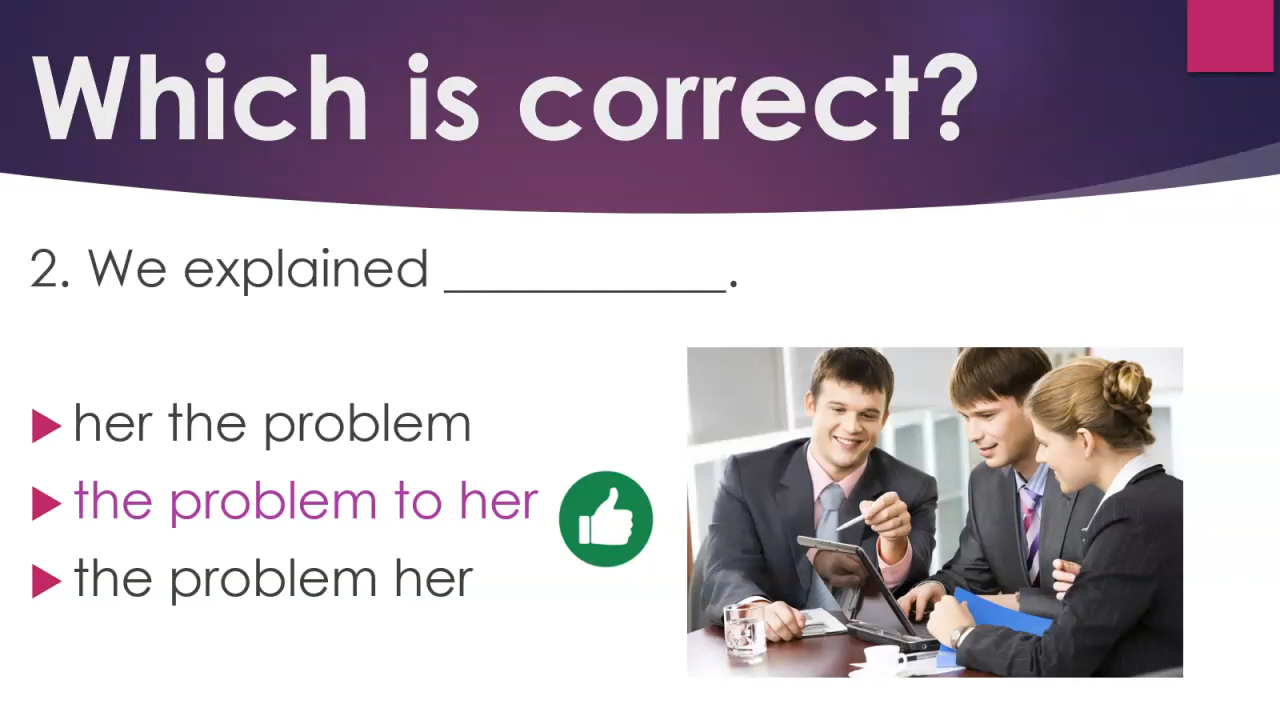 Which is correct?
2. We explained ___________.
her the problem
the problem to her
the problem her